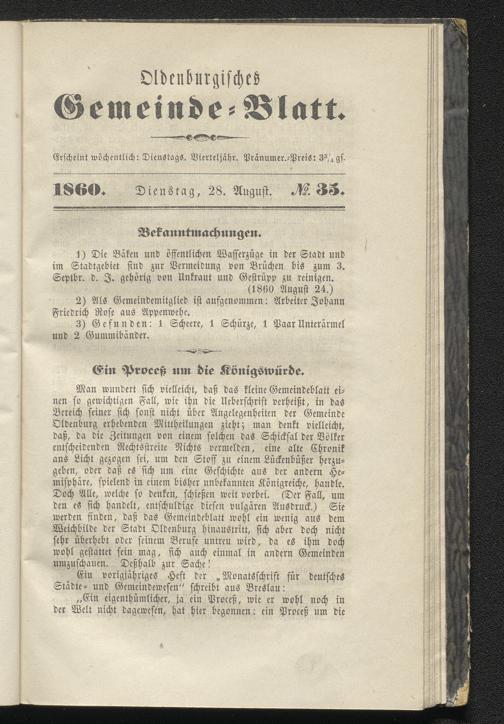 Oldenburgisches
Gemeinde-Blatt.
Erscheint wöchentlich: Dienstags. Vierteljähr. Pränumer.-Preis: 3¾ gſ.
1860. Dienstag, 28. Auguſt. №. 35.
Bekanntmachungen.
1) Die Bäken und öffentlichen Waſſerzüge in der Stadt und
im Stadtgebiet ſind zur Vermeidung von Brüchen bis zum 3.
Septbr. d. J. gehörig von Unkraut und Geſtrüpp zu reinigen.
(1860 Auguſt 24.)
2) Als Gemeindemitglied iſt aufgenommen: Arbeiter Johann
Friedrich Roſe aus Appenwehe.
3) Gefunden: 1 Scheere, 1 Schürze, 1 Paar Unterärmel
und 2 Gummibänder.
Ein Proceß um die Königswürde.
Man wundert ſich vielleicht, daß das kleine Gemeindeblatt ei-
nen ſo gewichtigen Fall, wie ihn die Ueberſchrift verheißt, in das
Bereich ſeiner ſich ſonſt nicht über Angelegenheiten der Gemeinde
Oldenburg erhebenden Mittheilungen zieht; man denkt vielleicht,
daß, da die Zeitungen von einem ſolchen das Schickſal der Völker
entſcheidenden Rechtsſtreite Nichts vermelden, eine alte Chronik
ans Licht gezogen ſei, um den Stoff zu einem Lückenbüßer herzu-
geben, oder daß es ſich um eine Geſchichte aus der andern He-
miſphäre, ſpielend in einem bisher unbekannten Königreiche, handle.
Doch Alle, welche ſo denken, ſchießen weit vorbei. (Der Fall, um
den es ſich handelt, entſchuldige dieſen vulgären Ausdruck.) Sie
werden finden, daß das Gemeindeblatt wohl ein wenig aus dem
Weichbilde der Stadt Oldenburg hinaustritt, ſich aber doch nicht
ſehr überhebt oder ſeinem Berufe untreu wird, da es ihm doch
wohl geſtattet ſein mag, ſich auch einmal in andern Gemeinden
umzuſchauen. Deßhalb zur Sache!
Ein vorigjähriges Heft der „Monatsſchrift für deutſches
Städte- und Gemeindeweſen“ ſchreibt aus Breslau:
„Ein eigenthümlicher, ja ein Proceß, wie er wohl noch in
der Welt nicht dageweſen, hat hier begonnen: ein Proceß um die